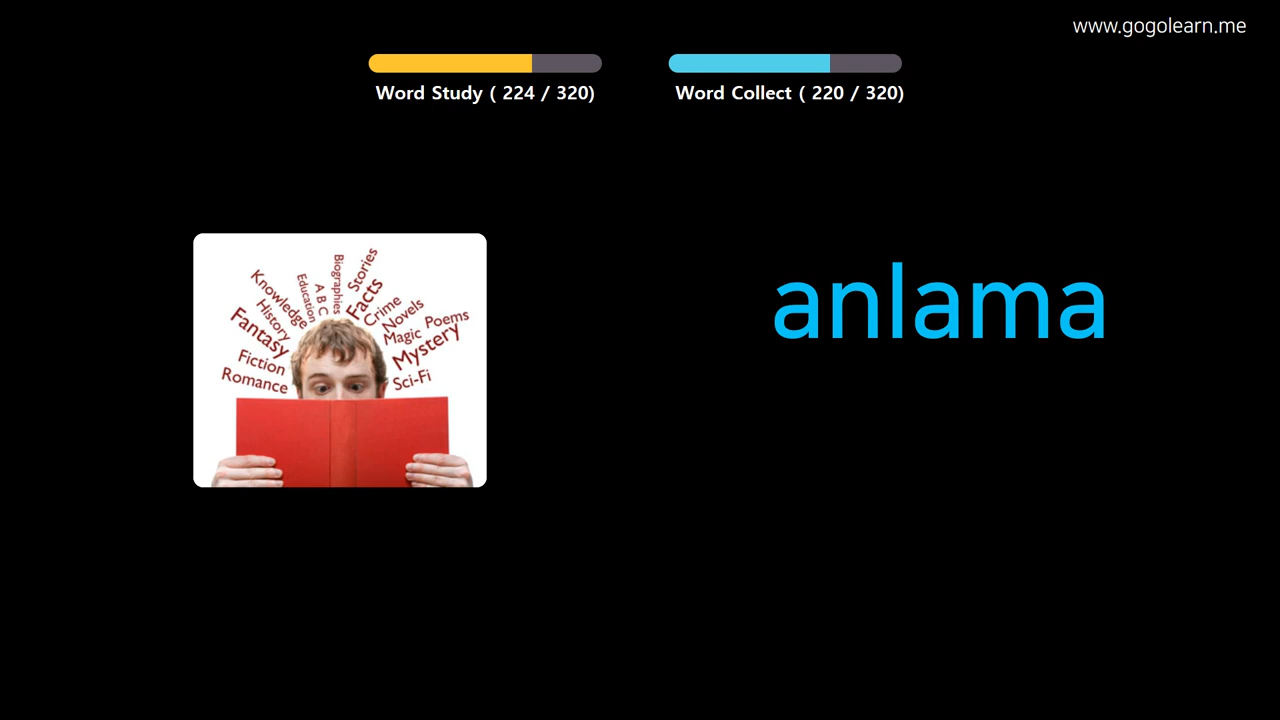 www.gogolearn.me
Word Study ( 224 / 320)
Word Collect ( 220 / 320)
anlama
Stories
Biographies
Facts
A B C
Education
Knowledge
Crime
Novels
History
Poems
Magic
Fantasy
Mystery
Fiction
Sci-Fi
Romance